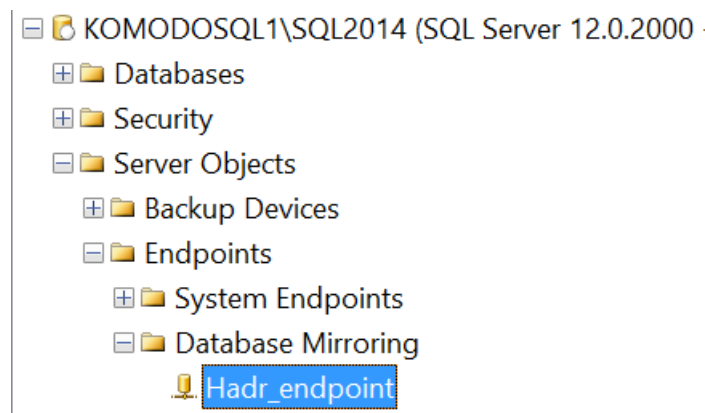 KOMODOSQL1\SQL2014 (SQL Server 12.0.2000 -
Databases
Security
Server Objects
Backup Devices
Endpoints
System Endpoints
Database Mirroring
Hadr_endpoint